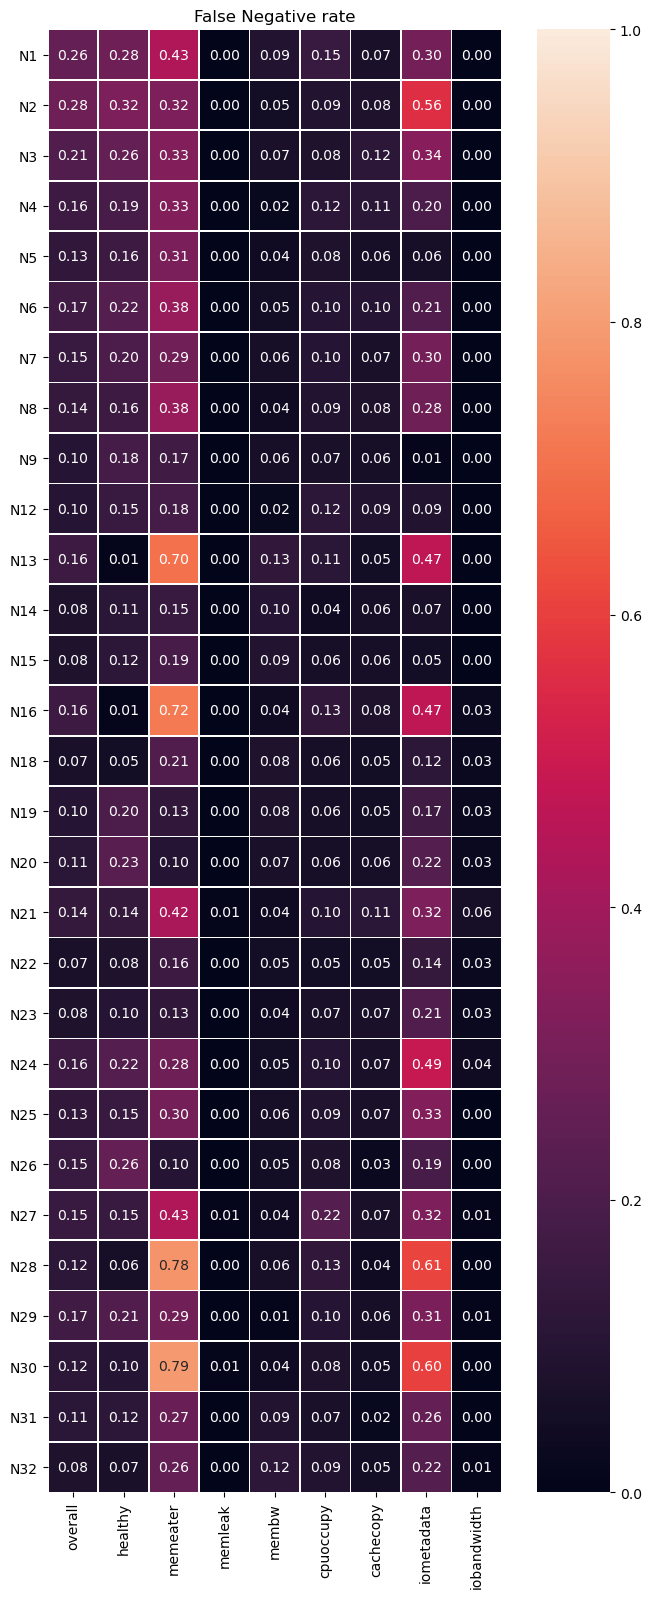 False Negative rate
N1 0.26 0.28 0.43 0.00 0.09 0.15 0.07 0.30 0.00
N2 0.28 0.32 0.32 0.00 0.05 0.09 0.08 0.56 0.00
N3 0.21 0.26 0.33 0.00 0.07 0.08 0.12 0.34 0.00
N4 0.16 0.19 0.33 0.00 0.02 0.12 0.11 0.20 0.00
N5 0.13 0.16 0.31 0.00 0.04 0.08 0.06 0.06 0.00
N6 0.17 0.22 0.38 0.00 0.05 0.10 0.10 0.21 0.00
N7 0.15 0.20 0.29 0.00 0.06 0.10 0.07 0.30 0.00
N8 0.14 0.16 0.38 0.00 0.04 0.09 0.08 0.28 0.00
N9 0.10 0.18 0.17 0.00 0.06 0.07 0.06 0.01 0.00
N12 0.10 0.15 0.18 0.00 0.02 0.12 0.09 0.09 0.00
N13 0.16 0.01 0.70 0.00 0.13 0.11 0.05 0.47 0.00
N14 0.08 0.11 0.15 0.00 0.10 0.04 0.06 0.07 0.00
N15 0.08 0.12 0.19 0.00 0.09 0.06 0.06 0.05 0.00
N16 0.16 0.01 0.72 0.00 0.04 0.13 0.08 0.47 0.03
N18 0.07 0.05 0.21 0.00 0.08 0.06 0.05 0.12 0.03
N19 0.10 0.20 0.13 0.00 0.08 0.06 0.05 0.17 0.03
N20 0.11 0.23 0.10 0.00 0.07 0.06 0.06 0.22 0.03
N21 0.14 0.14 0.42 0.01 0.04 0.10 0.11 0.32 0.06
N22 0.07 0.08 0.16 0.00 0.05 0.05 0.05 0.14 0.03
N23 0.08 0.10 0.13 0.00 0.04 0.07 0.07 0.21 0.03
N24 0.16 0.22 0.28 0.00 0.05 0.10 0.07 0.49 0.04
N25 0.13 0.15 0.30 0.00 0.06 0.09 0.07 0.33 0.00
N26 0.15 0.26 0.10 0.00 0.05 0.08 0.03 0.19 0.00
N27 0.15 0.15 0.43 0.01 0.04 0.22 0.07 0.32 0.01
N28 0.12 0.06 0.78 0.00 0.06 0.13 0.04 0.61 0.00
N29 0.17 0.21 0.29 0.00 0.01 0.10 0.06 0.31 0.01
N30 0.12 0.10 0.79 0.01 0.04 0.08 0.05 0.60 0.00
N31 0.11 0.12 0.27 0.00 0.09 0.07 0.02 0.26 0.00
N32 0.08 0.07 0.26 0.00 0.12 0.09 0.05 0.22 0.01
overall healthy memeater memleak membw cpuoccupy cachecopy iometadata iobandwidth
1.0
0.8
0.6
0.4
0.2
0.0